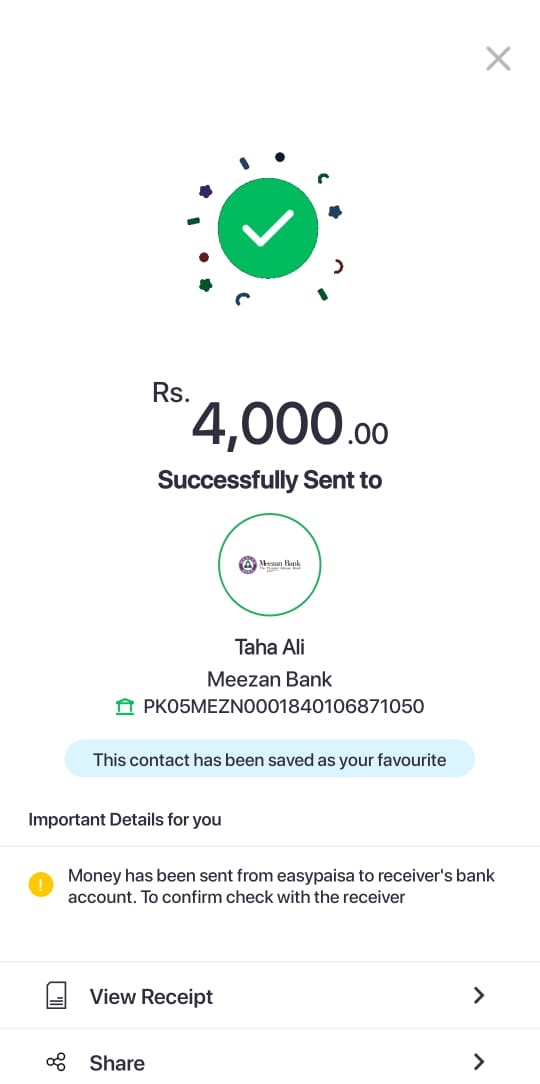 Rs.
4,000.00
Successfully Sent to
Meezan Bank
Taha Ali
Meezan Bank
PK05MEZN0001840106871050
This contact has been saved as your favourite
Important Details for you
Money has been sent from easypaisa to receiver's bank
account. To confirm check with the receiver
View Receipt
Share